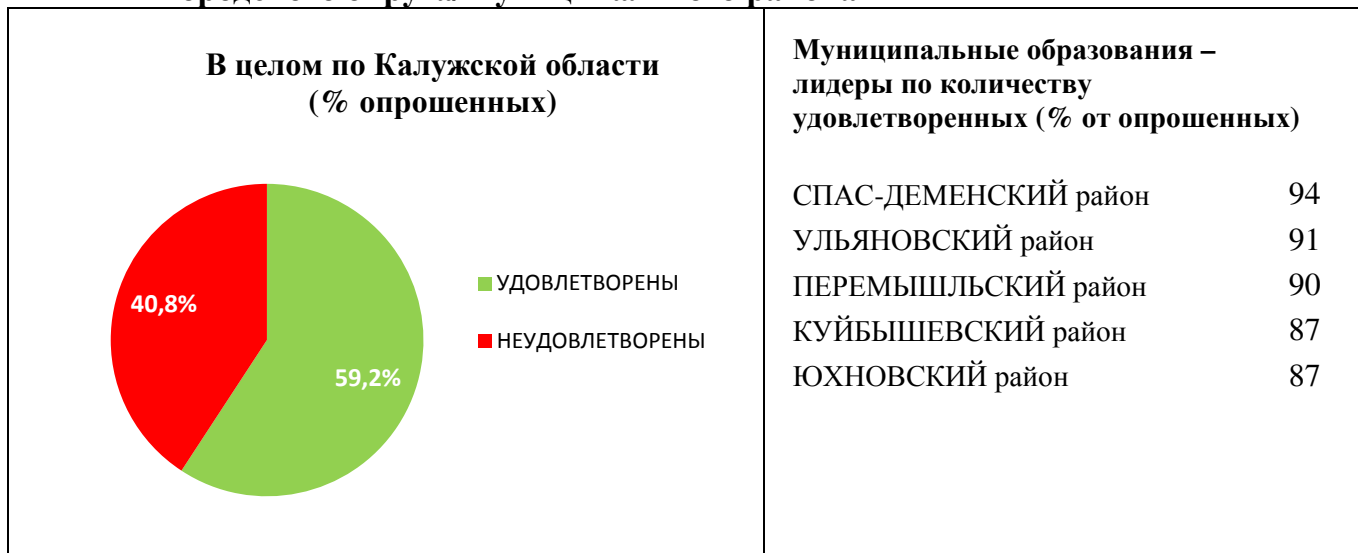 В целом по Калужской области
(% опрошенных)
40,8%
59,2%
УДОВЛЕТВОРЕНЫ
НЕУДОВЛЕТВОРЕНЫ
Муниципальные образования –
лидеры по количеству
удовлетворенных (% от опрошенных)
СПАС-ДЕМЕНСКИЙ район 94
УЛЬЯНОВСКИЙ район 91
ПЕРЕМЫШЛЬСКИЙ район 90
КУЙБЫШЕВСКИЙ район 87
ЮХНОВСКИЙ район 87